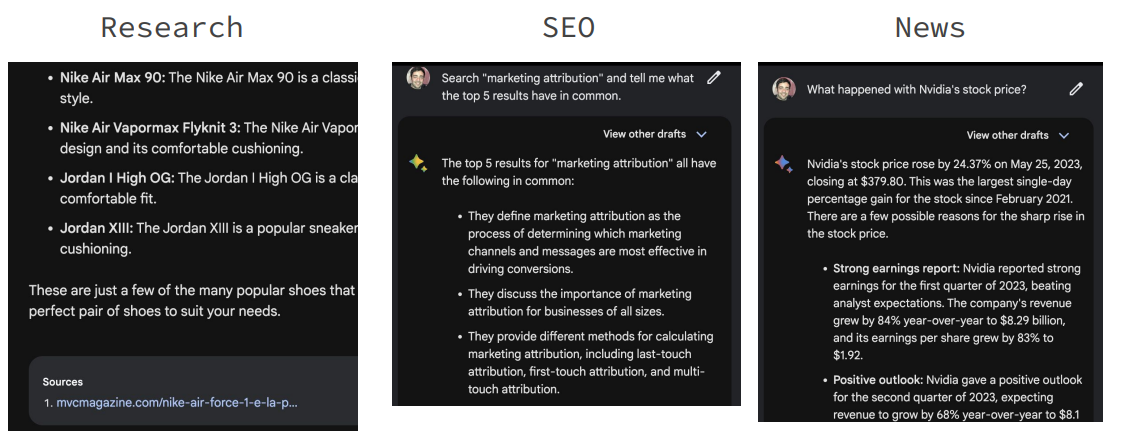 Research
• Nike Air Max 90: The Nike Air Max 90 is a classi
style.
• Nike Air Vapormax Flyknit 3: The Nike Air Vapor
design and its comfortable cushioning.
• Jordan I High OG: The Jordan I High OG is a cla
comfortable fit.
• Jordan XIII: The Jordan XIII is a popular sneaker
cushioning.
These are just a few of the many popular shoes that
perfect pair of shoes to suit your needs.
Sources
1. mvcmagazine.com/nike-air-force-1-e-la-p...
SEO
Search "marketing attribution" and tell me what
the top 5 results have in common.
View other drafts
The top 5 results for "marketing attribution" all have
the following in common:
• They define marketing attribution as the
process of determining which marketing
channels and messages are most effective in
driving conversions.
• They discuss the importance of marketing
attribution for businesses of all sizes.
• They provide different methods for calculating
marketing attribution, including last-touch
attribution, first-touch attribution, and multi-
touch attribution.
News
What happened with Nvidia's stock price?
View other drafts
Nvidia's stock price rose by 24.37% on May 25, 2023,
closing at $379.80. This was the largest single-day
percentage gain for the stock since February 2021.
There are a few possible reasons for the sharp rise in
the stock price.
• Strong earnings report: Nvidia reported strong
earnings for the first quarter of 2023, beating
analyst expectations. The company's revenue
grew by 84% year-over-year to $8.29 billion,
and its earnings per share grew by 83% to
$1.92.
• Positive outlook: Nvidia gave a positive outlook
for the second quarter of 2023, expecting
revenue to grow by 68% year-over-year to $8.1